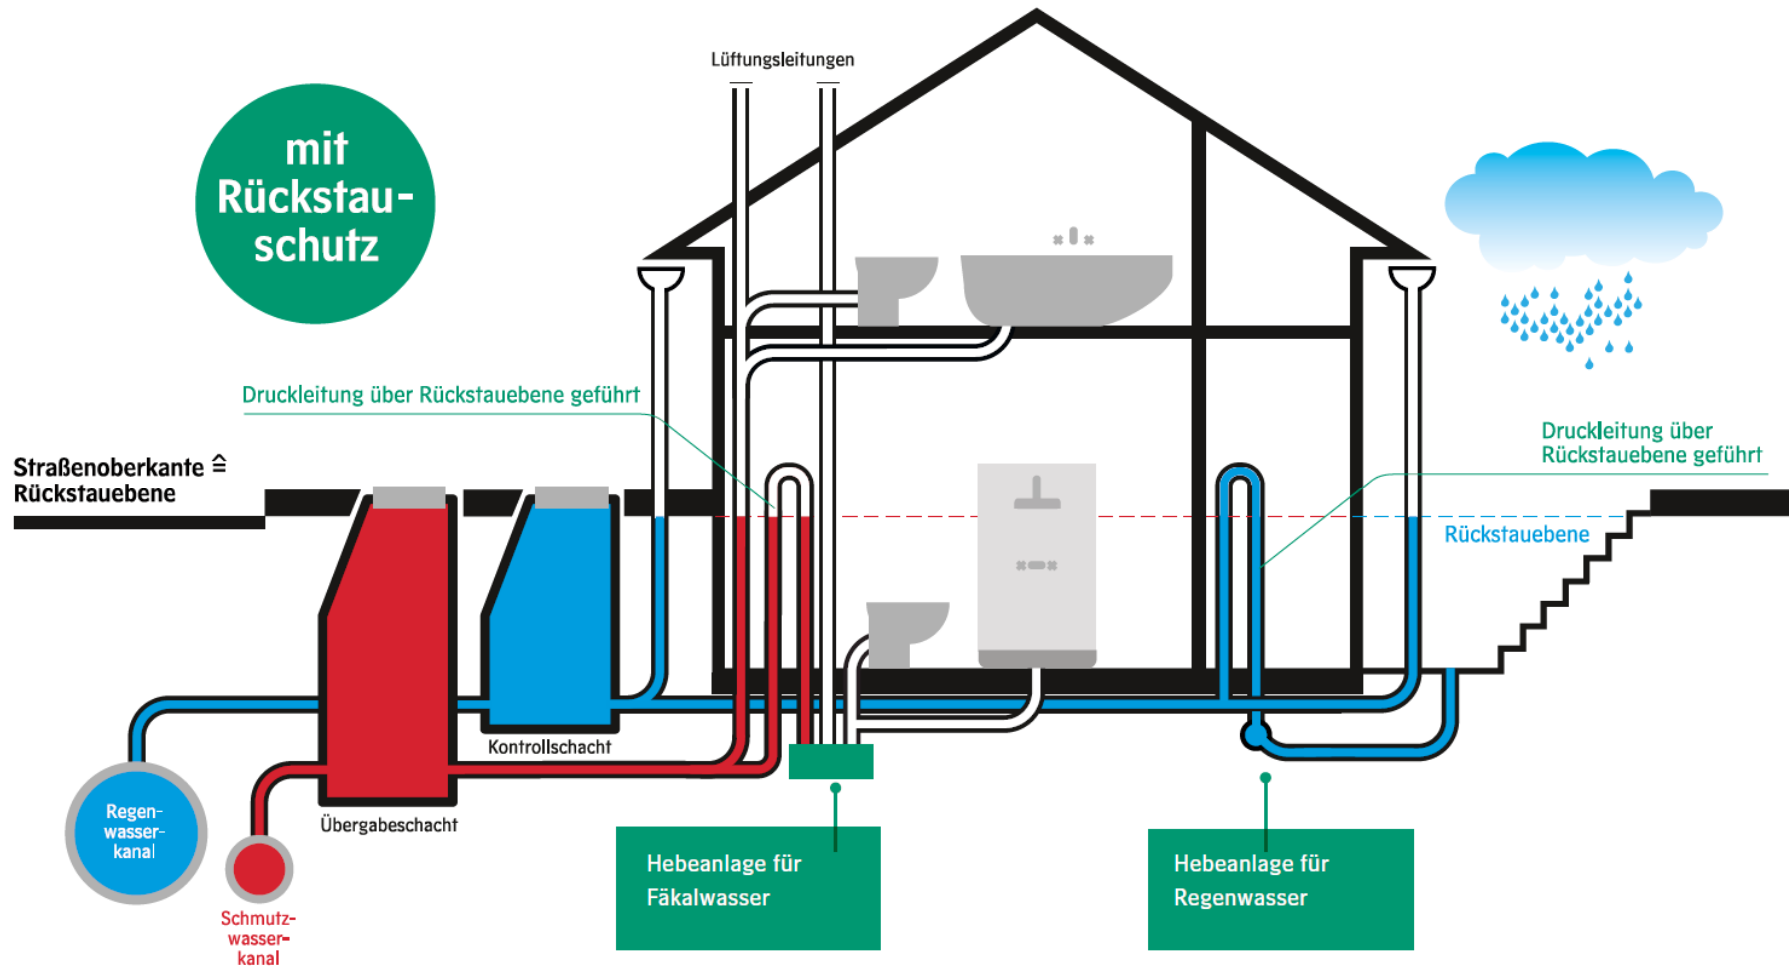 Lüftungsleitungen
mit
Rückstau-
schutz
Druckleitung über Rückstauebene geführt
Druckleitung über
Rückstauebene geführt
Straßenoberkante ≙
Rückstauebene
Rückstauebene
Kontrollschacht
Übergabeschacht
Regen-
wasser-
kanal
Schmutz-
wasser-
kanal
Hebeanlage für
Fäkalwasser
Hebeanlage für
Regenwasser